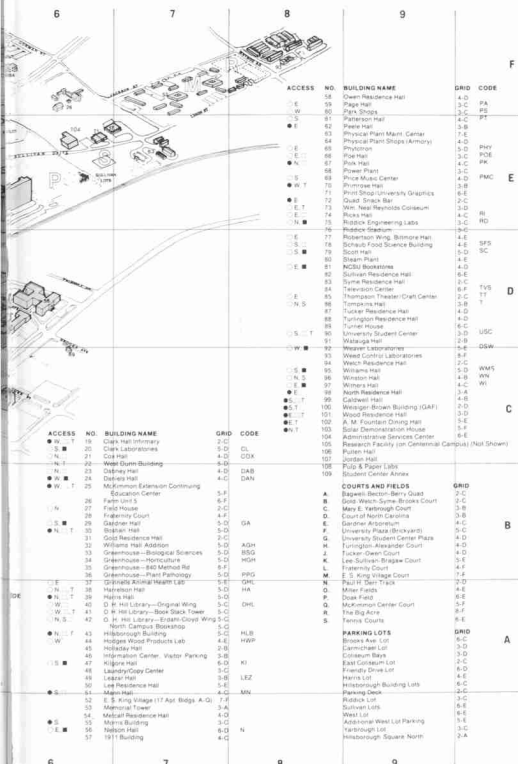 6 7 8 9
F
ACCESS NO. BUILDING NAME GRID CODE
58 Owen Residence Hall 4-D
E 59 Page Hall 3-C PA
W 60 Park Shops 3-C PS
S 61 Patterson Hall 4-C PT
E 62 Peele Hall 3-B
63 Physical Plant Maint. Center 7-E
64 Physical Plant Shops (Armory) 4-D
E 65 Phytotron 5-D PHY
E 66 Poe Hall 3-C POE
N 67 Polk Hall 4-C PK
68 Power Plant 3-C
S 69 Price Music Center 4-D PMC
W, T 70 Primrose Hall 3-B
71 Print Shop/University Graphics 6-E
E 72 Quad Snack Bar 2-C
E, T 73 Wm. Neal Reynolds Coliseum 3-D
E 74 Ricks Hall 4-C RI
N 75 Riddick Engineering Labs 3-C RD
76 Riddick Stadium 3-C
E 77 Robertson Wing, Biltmore Hall 4-E
S 78 Schaub Food Science Building 4-E SFS
S 79 Scott Hall 5-D SC
80 Steam Plant 4-E
E 81 NCSU Bookstores 4-D
82 Sullivan Residence Hall 6-E
83 Syme Residence Hall 2-C
84 Television Center 6-F TVS
E 85 Thompson Theater/Craft Center 2-C TT
N, S 86 Tompkins Hall 3-B T
87 Tucker Residence Hall 4-D
88 Turlington Residence Hall 4-D
89 Turner House 6-C
S, T 90 University Student Center 3-D USC
91 Watauga Hall 2-B
W 92 Weaver Laboratories 5-E DSW
93 Weed Control Laboratories 8-F
94 Welch Residence Hall 2-C
S 95 Williams Hall 5-D WMS
N, S 96 Winston Hall 4-B WN
E 97 Withers Hall 4-C WI
E 98 North Residence Hall 3-A
S, T 99 Caldwell Hall 4-B
S, T 100 Weisiger-Brown Building (GAF) 2-D
E, T 101 Wood Residence Hall 3-D
E, T 102 A. M. Fountain Dining Hall 5-E
N, T 103 Solar Demonstration House 5-F
104 Administrative Services Center 6-E
105 Research Facility (on Centennial Campus) (Not Shown)
106 Pullen Hall
107 Jordan Hall
108 Pulp & Paper Labs
109 Student Center Annex
E
D
C
B
A
ACCESS NO. BUILDING NAME GRID CODE
W, T 19 Clark Hall Infirmary 2-C
S 20 Clark Laboratories 5-D CL
N 21 Cox Hall 4-D COX
N, T 22 West Dunn Building 5-D
N 23 Dabney Hall 4-D DAB
W 24 Daniels Hall 4-C DAN
W, T 25 McKimmon Extension Continuing
Education Center 5-F
26 Farm Unit 5 6-F
N 27 Field House 2-C
28 Fraternity Court 4-F
S 29 Gardner Hall 5-D GA
N, T 30 Bostian Hall 5-D
31 Gold Residence Hall 2-C
32 Williams Hall Addition 5-D AGH
33 Greenhouse—Biological Sciences 5-D BSG
34 Greenhouse—Horticulture 5-D HGH
35 Greenhouse—840 Method Rd 6-F
36 Greenhouse—Plant Pathology 5-D PPG
E 37 Grinnells Animal Health Lab 5-E GHL
N, T 38 Harrelson Hall 5-D HA
N 39 Harris Hall 5-D
W 40 D. H. Hill Library—Original Wing 5-C DHL
W, T 41 D. H. Hill Library—Book Stack Tower 5-C
N, S 42 D. H. Hill Library—Erdahl-Cloyd Wing 5-C
North Campus Bookshop 5-C
N, T 43 Hillsborough Building 5-C HLB
W 44 Hodges Wood Products Lab 4-E HWP
45 Holladay Hall 2-B
46 Information Center, Visitor Parking 3-B
S 47 Kilgore Hall 6-D KI
48 Laundry/Copy Center 3-C
49 Leazar Hall 3-B LEZ
50 Lee Residence Hall 5-E
S 51 Mann Hall 4-C MN
52 E. S. King Village (17 Apt. Bldgs. A-Q) 7-F
53 Memorial Tower 3-A
54 Metcalf Residence Hall 4-D
S 55 Morris Building 3-D
E 56 Nelson Hall 6-D N
57 1911 Building 4-C
COURTS AND FIELDS GRID
A. Bagwell-Becton-Berry Quad 2-C
B. Gold-Welch-Syme-Brooks Court 2-C
C. Mary E. Yarbrough Court 3-B
D. Court of North Carolina 3-B
E. Gardner Arboretum 4-C
F. University Plaza (Brickyard) 5-C
G. University Student Center Plaza 4-D
H. Turlington-Alexander Court 4-D
J. Tucker-Owen Court 4-D
K. Lee-Sullivan-Bragaw Court 5-E
L. Fraternity Court 4-F
M. E. S. King Village Court 7-F
N. Paul H. Derr Track 2-D
O. Miller Fields 4-E
P. Doak Field 6-E
Q. McKimmon Center Court 5-F
R. The Big Acre 8-F
S. Tennis Courts 6-E
PARKING LOTS GRID
Brooks Ave. Lot 6-C
Carmichael Lot 3-D
Coliseum Bays 3-D
East Coliseum Lot 2-C
Friendly Drive Lot 6-D
Harris Lot 4-E
Hillsborough Building Lots 6-C
Parking Deck 2-C
Riddick Lot 3-C
Sullivan Lots 6-E
West Lot 6-E
Additional West Lot Parking 5-E
Yarbrough Lot 3-C
Hillsborough Square North 2-A
7 8 9